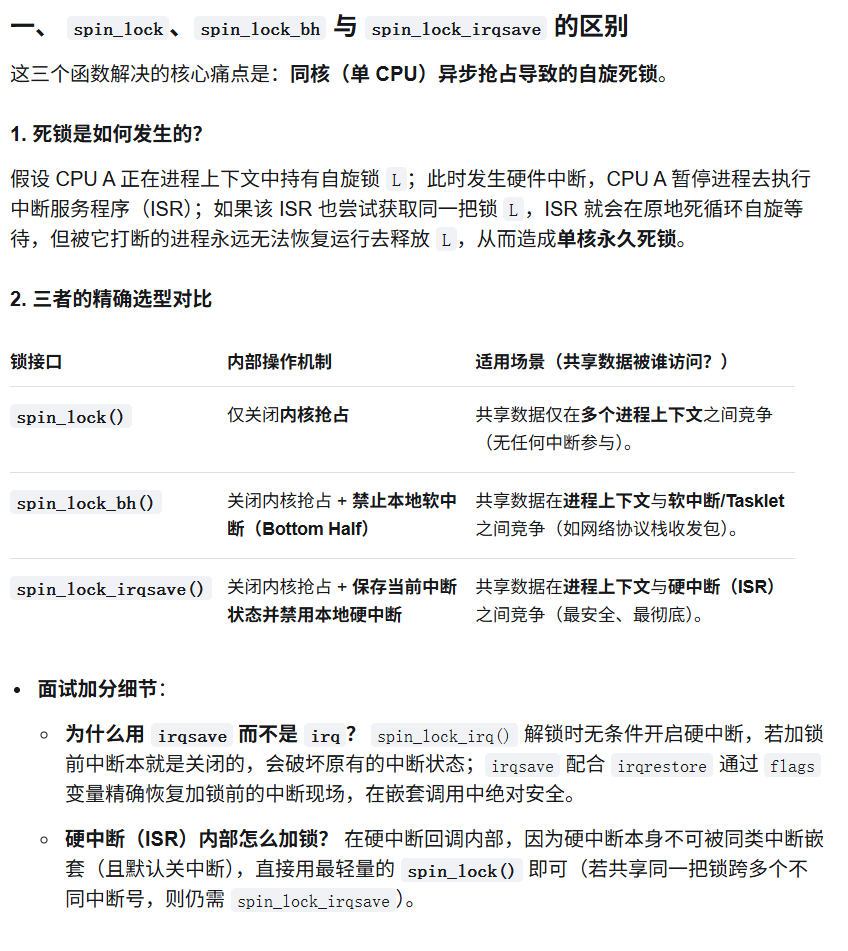 一、 spin_lock、spin_lock_bh 与 spin_lock_irqsave 的区别
这三个函数解决的核心痛点是：同核（单 CPU）异步抢占导致的自旋死锁。
1. 死锁是如何发生的？
假设 CPU A 正在进程上下文中持有自旋锁 L；此时发生硬件中断，CPU A 暂停进程去执行
中断服务程序（ISR）；如果该 ISR 也尝试获取同一把锁 L，ISR 就会在原地死循环自旋等
待，但被它打断的进程永远无法恢复运行去释放 L，从而造成单核永久死锁。
2. 三者的精确选型对比
锁接口 内部操作机制 适用场景（共享数据被谁访问？）
spin_lock() 仅关闭内核抢占 共享数据仅在多个进程上下文之间竞争
（无任何中断参与）。
spin_lock_bh() 关闭内核抢占 + 禁止本地软中 共享数据在进程上下文与软中断/Tasklet
断（Bottom Half） 之间竞争（如网络协议栈收发包）。
spin_lock_irqsave() 关闭内核抢占 + 保存当前中断 共享数据在进程上下文与硬中断（ISR）
状态并禁用本地硬中断 之间竞争（最安全、最彻底）。
• 面试加分细节：
○ 为什么用 irqsave 而不是 irq？ spin_lock_irq() 解锁时无条件开启硬中断，若加锁
前中断本就是关闭的，会破坏原有的中断状态；irqsave 配合 irqrestore 通过 flags
变量精确恢复加锁前的中断现场，在嵌套调用中绝对安全。
○ 硬中断（ISR）内部怎么加锁？ 在硬中断回调内部，因为硬中断本身不可被同类中断嵌
套（且默认关中断），直接用最轻量的 spin_lock() 即可（若共享同一把锁跨多个不
同中断号，则仍需 spin_lock_irqsave）。